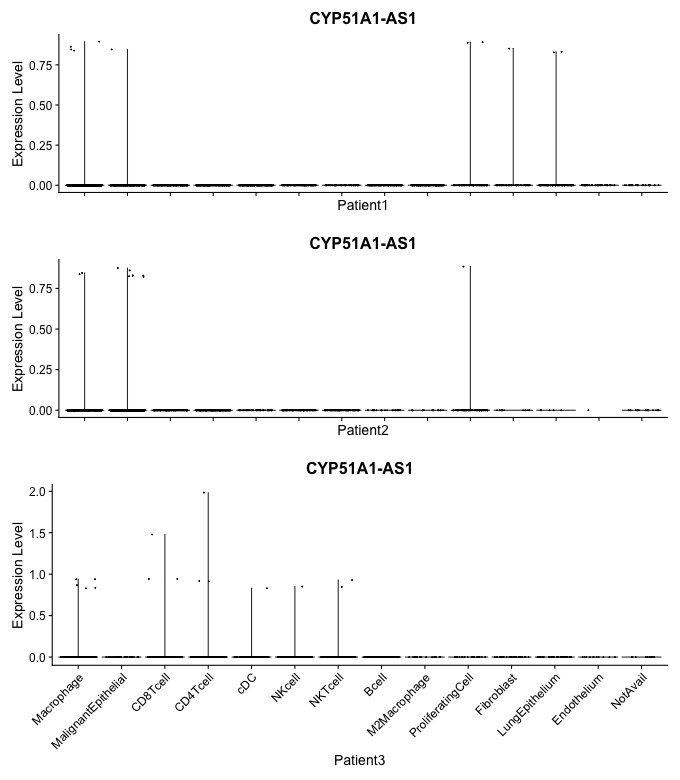 CYP51A1-AS1
Expression Level
0.75
0.50
0.25
0.00
Patient1
CYP51A1-AS1
Expression Level
0.75
0.50
0.25
0.00
Patient2
CYP51A1-AS1
Expression Level
2.0
1.5
1.0
0.5
0.0
Macrophage
MalignantEpithelial
CD8Tcell
CD4Tcell
cDC
NKcell
NKTcell
Bcell
M2Macrophage
ProliferatingCell
Fibroblast
LungEpithelium
Endothelium
NotAvail
Patient3